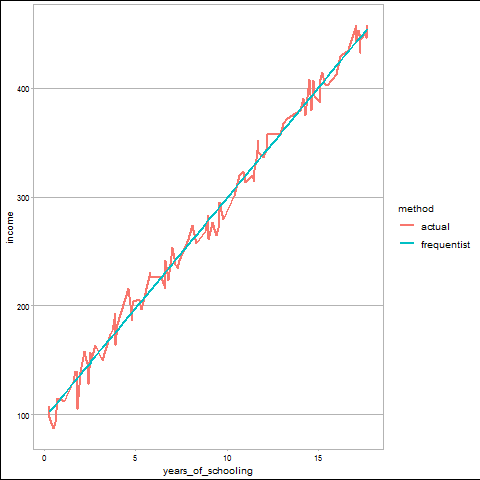 400
300
200
100
income
0 5 10 15
years_of_schooling
method
actual
frequentist